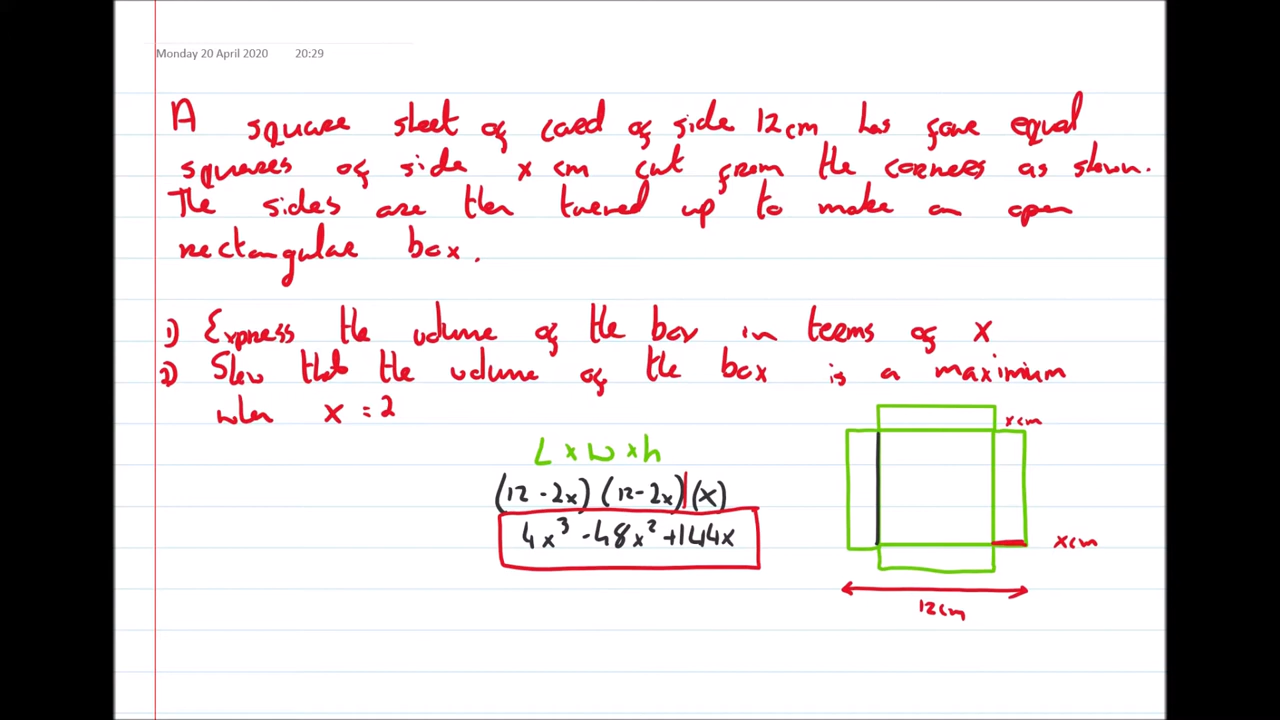 Monday 20 April 2020 20:29
A square sheet of card of side 12cm has four equal
squares of side x cm cut from the corners as shown.
The sides are then turned up to make an open
rectangular box.
1) Express the volume of the box in terms of x
2) Show that the volume of the box is a maximum
when x = 2
L x W x h
(12 - 2x) (12 - 2x) (x)
4x³ - 48x² + 144x
xcm
xcm
12cm